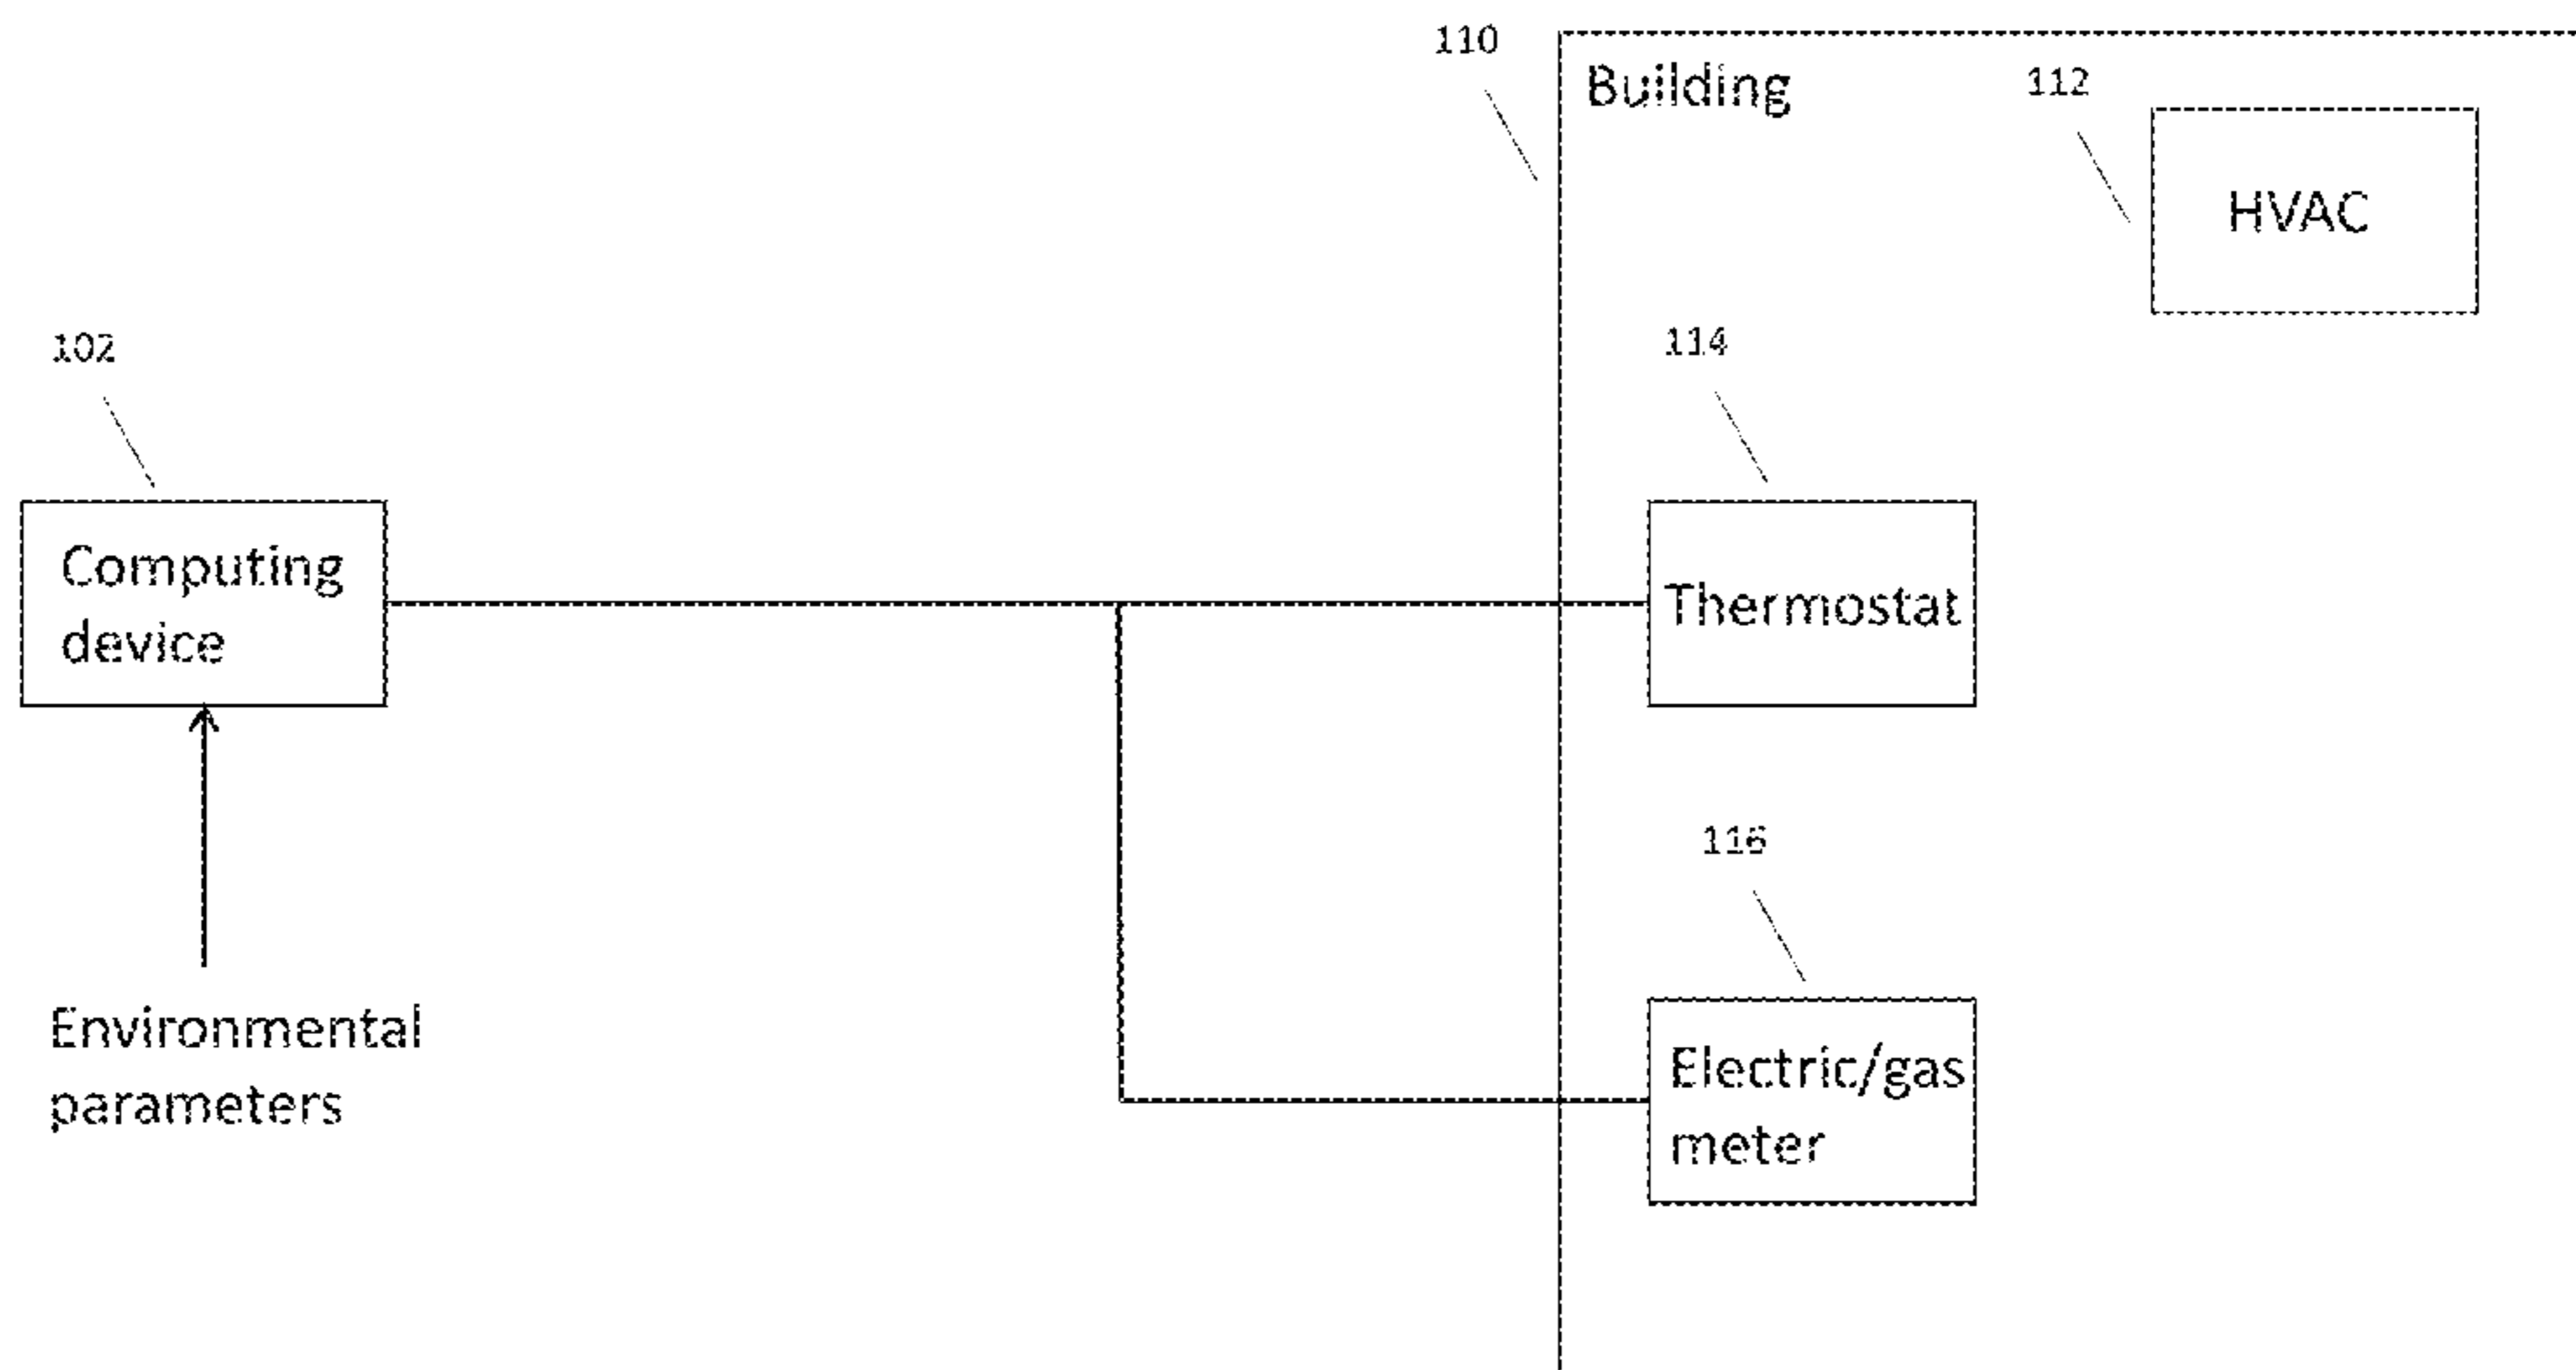 110
Building
112
HVAC
102
114
Computing
device
Thermostat
116
Environmental
parameters
Electric/gas
meter